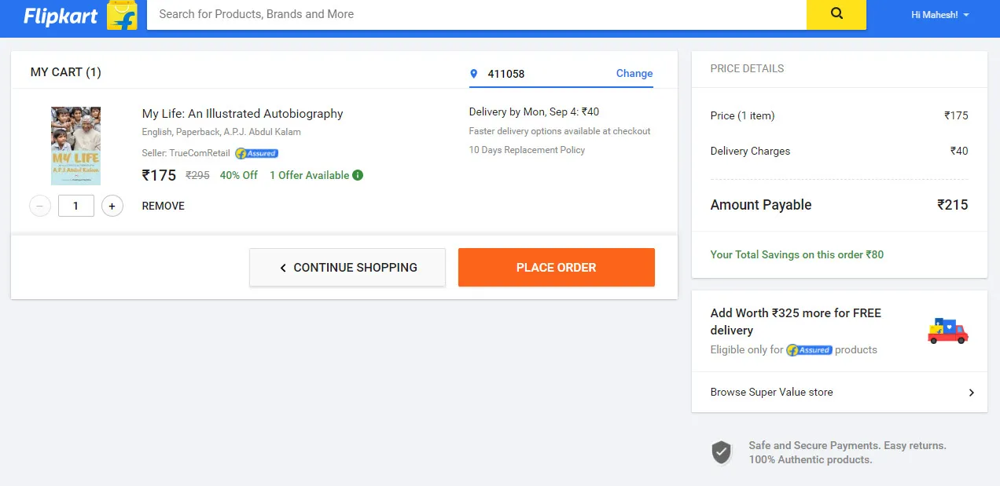 Flipkart
Search for Products, Brands and More
Hi Mahesh!
MY CART (1)
411058
Change
MY LIFE
A.P.J.Abdul Kalam
My Life: An Illustrated Autobiography
English, Paperback, A.P.J. Abdul Kalam
Seller: TrueComRetail Assured
₹175 ₹295 40% Off 1 Offer Available
Delivery by Mon, Sep 4: ₹40
Faster delivery options available at checkout
10 Days Replacement Policy
− 1 + REMOVE
CONTINUE SHOPPING
PLACE ORDER
PRICE DETAILS
Price (1 item) ₹175
Delivery Charges ₹40
Amount Payable ₹215
Your Total Savings on this order ₹80
Add Worth ₹325 more for FREE
delivery
Eligible only for Assured products
Browse Super Value store
Safe and Secure Payments. Easy returns.
100% Authentic products.